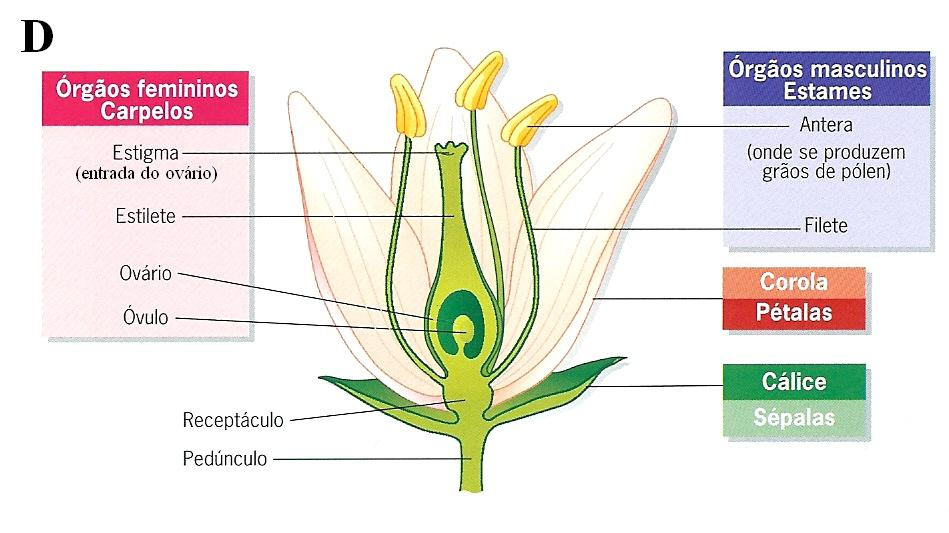 D
Órgãos femininos
Carpelos
Estigma
(entrada do ovário)
Estilete
Ovário
Óvulo
Receptáculo
Pedúnculo
Órgãos masculinos
Estames
Antera
(onde se produzem
grãos de pólen)
Filete
Corola
Pétalas
Cálice
Sépalas